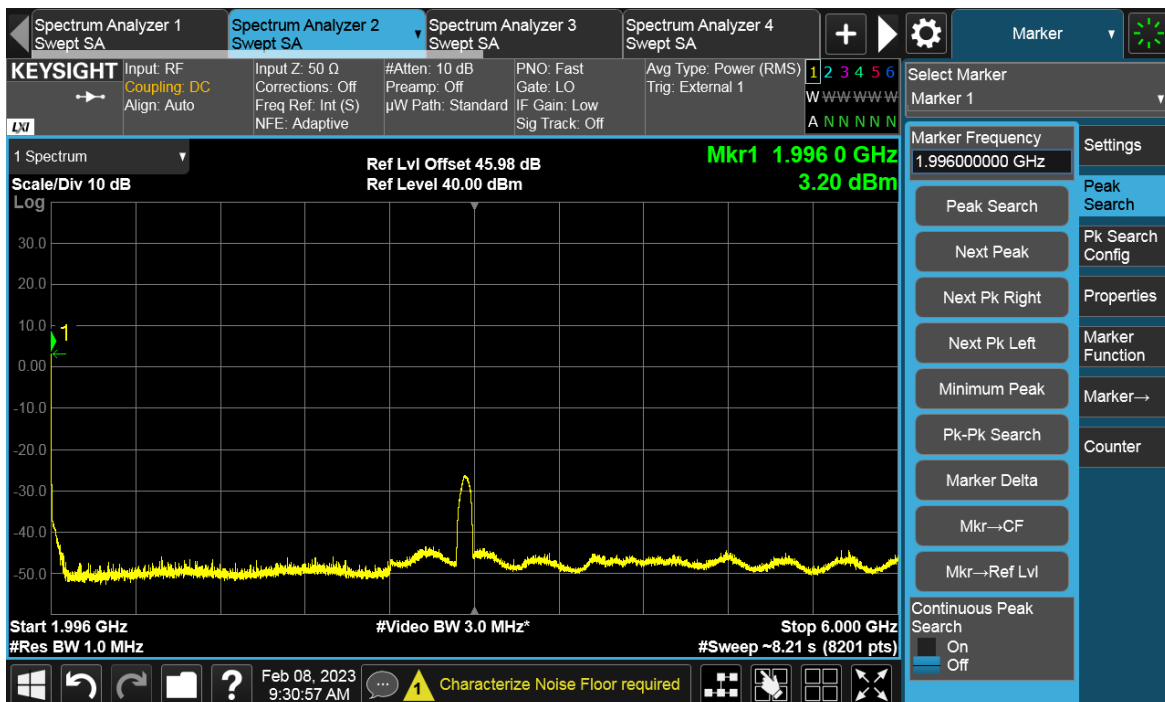 Spectrum Analyzer 1
Swept SA
Spectrum Analyzer 2
Swept SA
Spectrum Analyzer 3
Swept SA
Spectrum Analyzer 4
Swept SA
+
Marker
KEYSIGHT
LXI
Input: RF
Coupling: DC
Align: Auto
Input Z: 50 Ω
Corrections: Off
Freq Ref: Int (S)
NFE: Adaptive
#Atten: 10 dB
Preamp: Off
µW Path: Standard
PNO: Fast
Gate: LO
IF Gain: Low
Sig Track: Off
Avg Type: Power (RMS)
Trig: External 1
1 2 3 4 5 6
W W W W W W
A N N N N N
Select Marker
Marker 1
1 Spectrum
Scale/Div 10 dB
Log
Ref Lvl Offset 45.98 dB
Ref Level 40.00 dBm
Mkr1 1.996 0 GHz
3.20 dBm
30.0
20.0
10.0
1
0.00
-10.0
-20.0
-30.0
-40.0
-50.0
Start 1.996 GHz
#Res BW 1.0 MHz
#Video BW 3.0 MHz*
Stop 6.000 GHz
#Sweep ~8.21 s (8201 pts)
Marker Frequency
1.996000000 GHz
Peak Search
Next Peak
Next Pk Right
Next Pk Left
Minimum Peak
Pk-Pk Search
Marker Delta
Mkr→CF
Mkr→Ref Lvl
Continuous Peak
Search
On
Off
Settings
Peak
Search
Pk Search
Config
Properties
Marker
Function
Marker→
Counter
?
Feb 08, 2023
9:30:57 AM
1
Characterize Noise Floor required